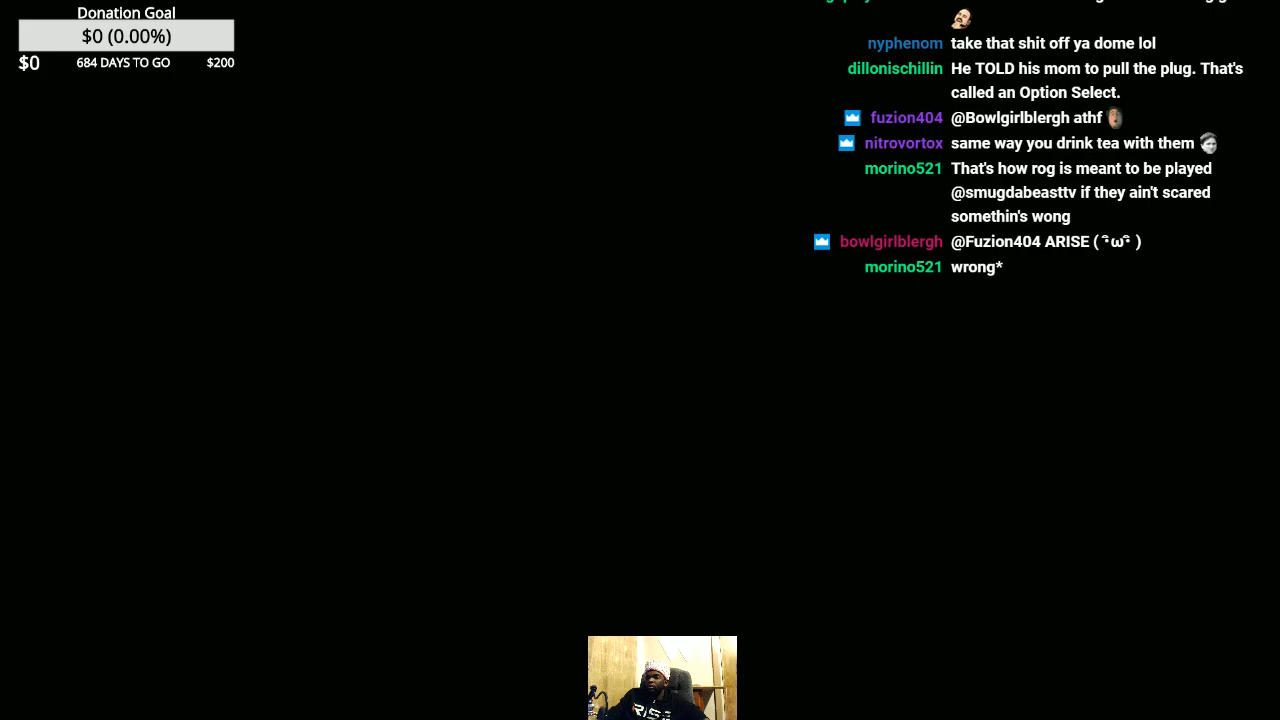 Donation Goal
$0 (0.00%)
$0 684 DAYS TO GO $200
nyphenom take that shit off ya dome lol
dillonischillin He TOLD his mom to pull the plug. That's
called an Option Select.
fuzion404 @Bowlgirlblergh athf
nitrovortox same way you drink tea with them
morino521 That's how rog is meant to be played
@smugdabeasttv if they ain't scared
somethin's wong
bowlgirlblergh @Fuzion404 ARISE ( ･ิω･ิ )
morino521 wrong*
RISE